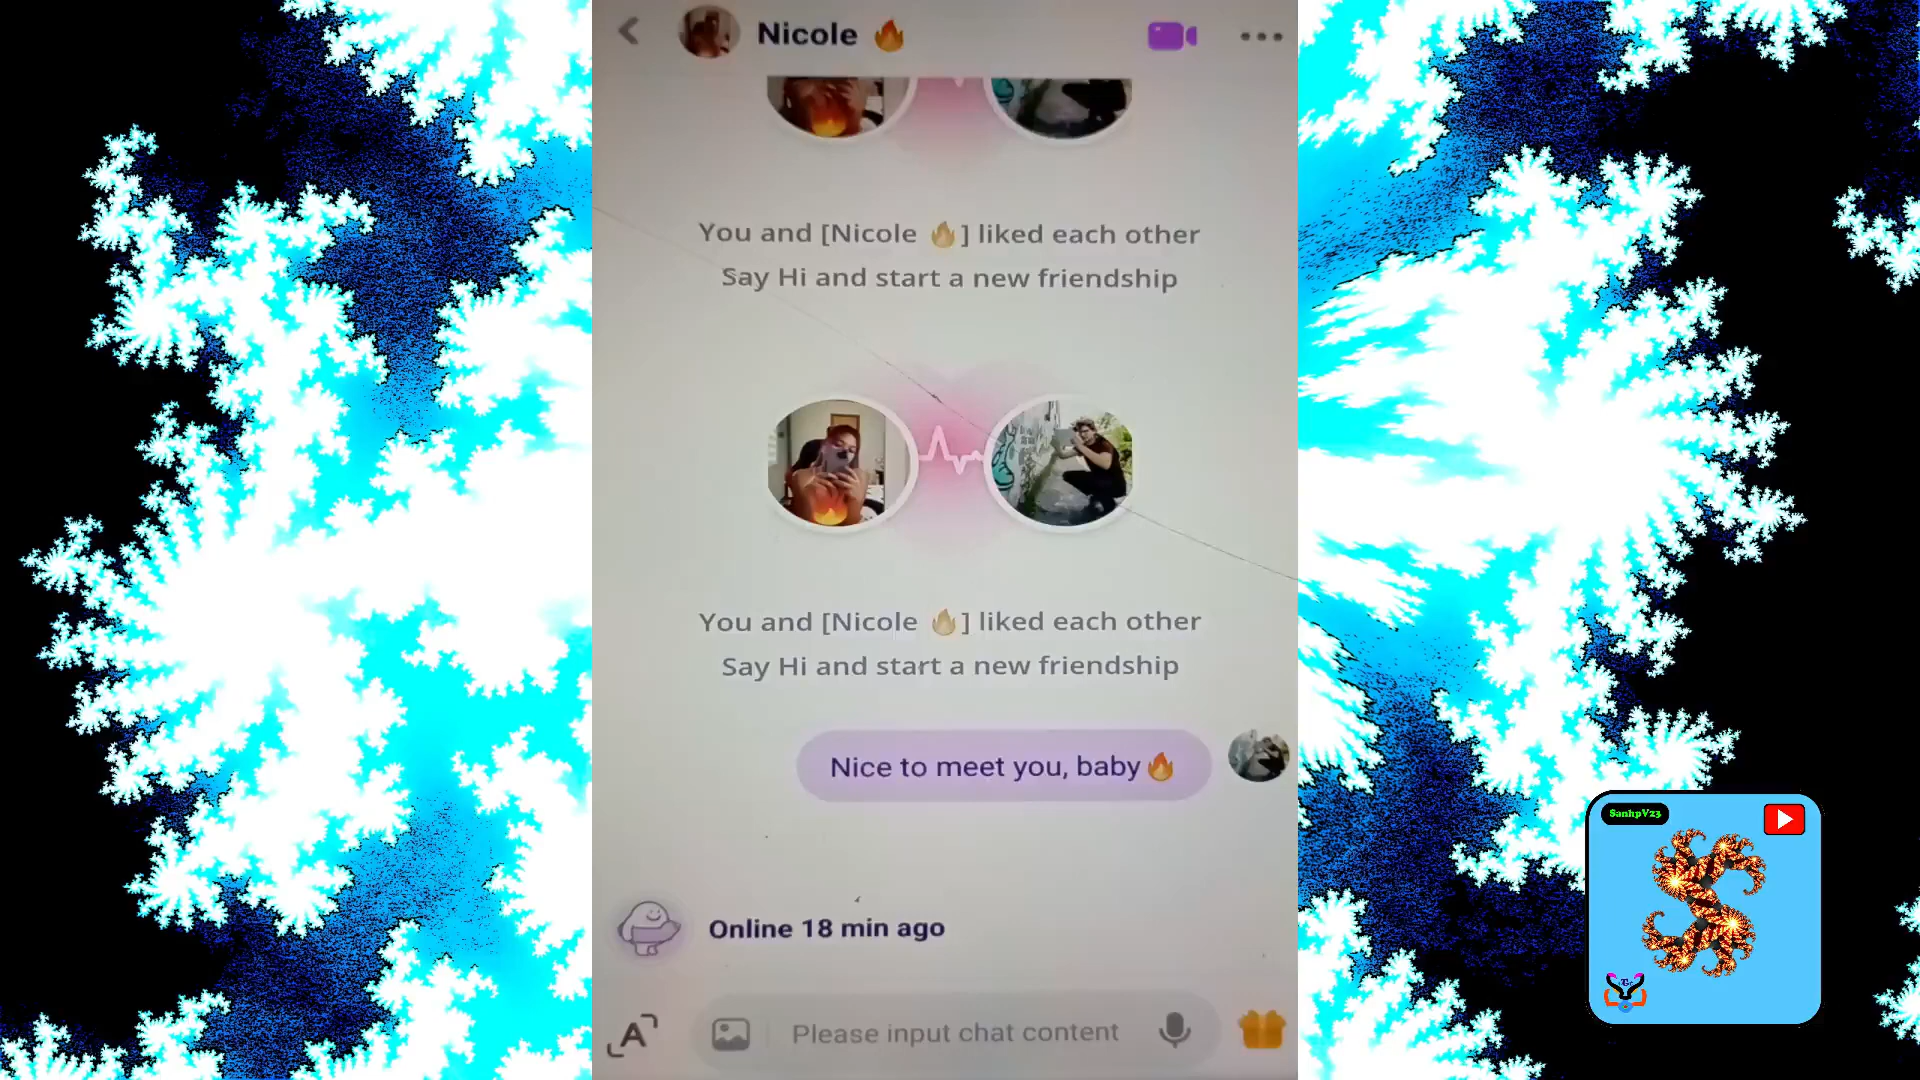 Nicole 🔥
You and [Nicole 🔥] liked each other
Say Hi and start a new friendship
You and [Nicole 🔥] liked each other
Say Hi and start a new friendship
Nice to meet you, baby🔥
Online 18 min ago
A
Please input chat content
SanhpV23